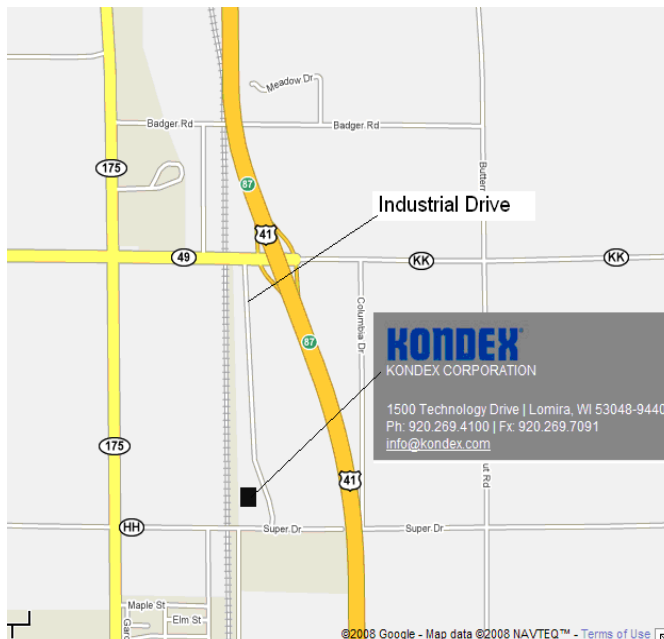 Meadow Dr
Badger Rd
Badger Rd
175
87
Industrial Drive
41
49
KK
KK
Columbia Dr
87
KONDEX
KONDEX CORPORATION
1500 Technology Drive | Lomira, WI 53048-9440
Ph: 920.269.4100 | Fx: 920.269.7091
info@kondex.com
175
41
HH
Super Dr
Super Dr
Maple St
Elm St
©2008 Google - Map data ©2008 NAVTEQ™ - Terms of Use